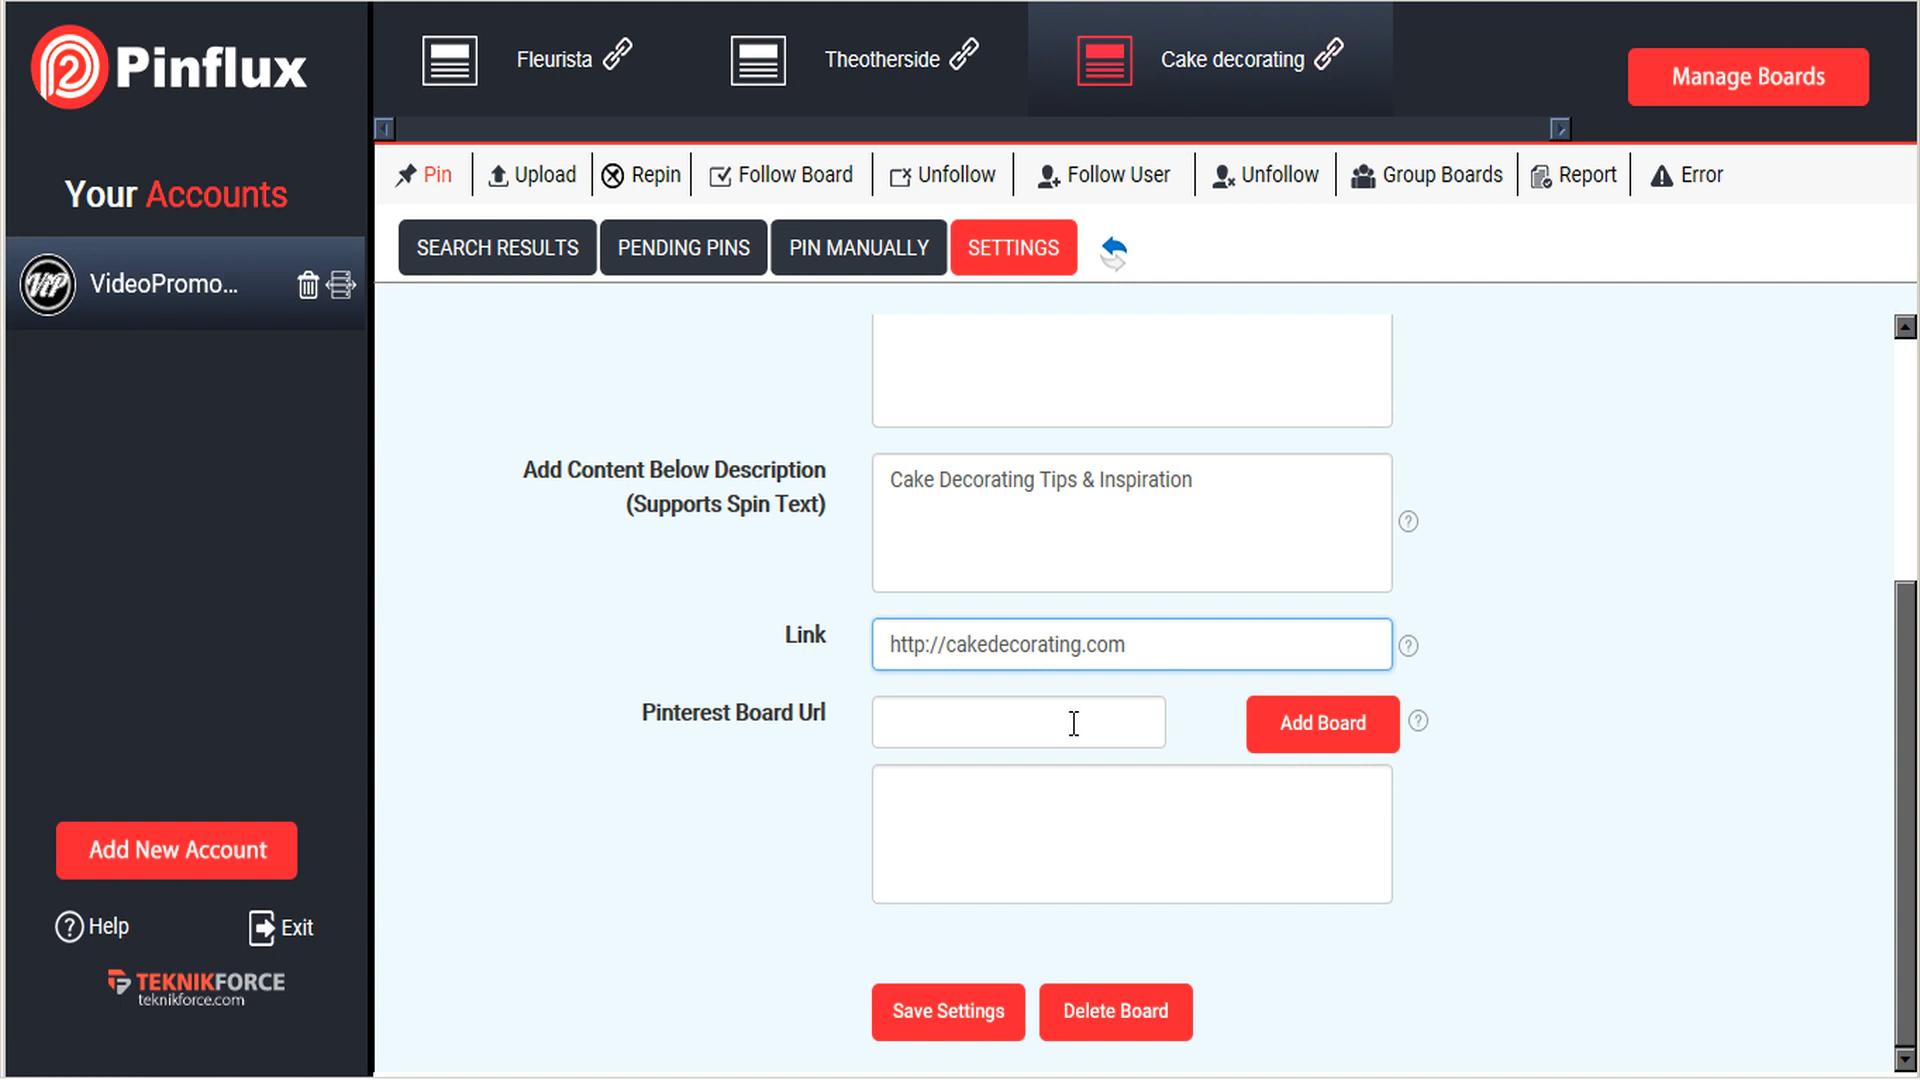 Pinflux
Your Accounts
VIP
VideoPromo...
Add New Account
Help
Exit
TEKNIKFORCE
teknikforce.com
Fleurista
Theotherside
Cake decorating
Manage Boards
Pin
Upload
Repin
Follow Board
Unfollow
Follow User
Unfollow
Group Boards
Report
Error
SEARCH RESULTS
PENDING PINS
PIN MANUALLY
SETTINGS
Add Content Below Description
(Supports Spin Text)
Cake Decorating Tips & Inspiration
?
Link
http://cakedecorating.com
?
Pinterest Board Url
Add Board
?
Save Settings
Delete Board